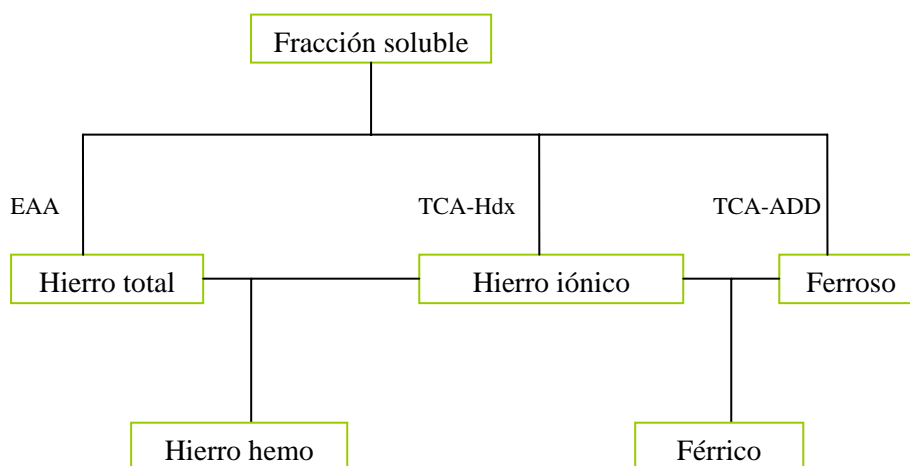 Fracción soluble
EAA
TCA-Hdx
TCA-ADD
Hierro total
Hierro iónico
Ferroso
Hierro hemo
Férrico